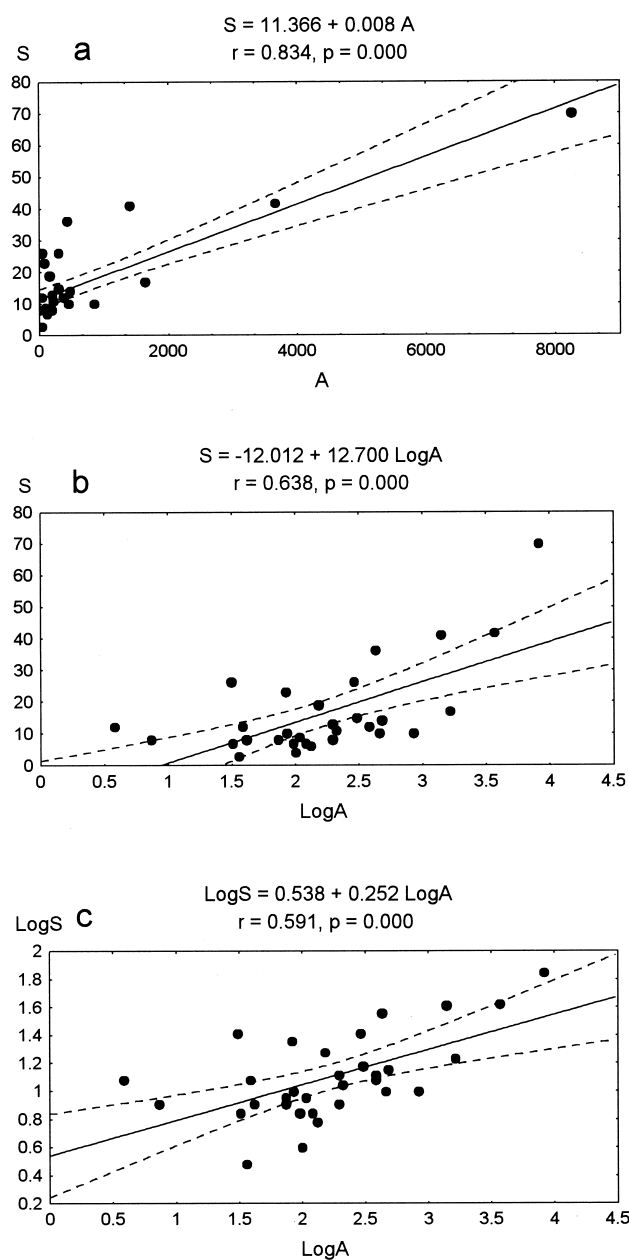 S = 11.366 + 0.008 A
r = 0.834, p = 0.000
S a
80
70
60
50
40
30
20
10
0
0 2000 4000 6000 8000
A
S = -12.012 + 12.700 LogA
r = 0.638, p = 0.000
S b
80
70
60
50
40
30
20
10
0
0 0.5 1 1.5 2 2.5 3 3.5 4 4.5
LogA
LogS = 0.538 + 0.252 LogA
r = 0.591, p = 0.000
LogS c
2
1.8
1.6
1.4
1.2
1
0.8
0.6
0.4
0.2
0 0.5 1 1.5 2 2.5 3 3.5 4 4.5
LogA